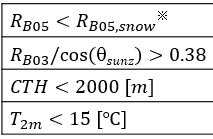 R_B05 < R_B05,snow※
R_B03/cos(θ_sunz) > 0.38
CTH < 2000 [m]
T_2m < 15 [℃]